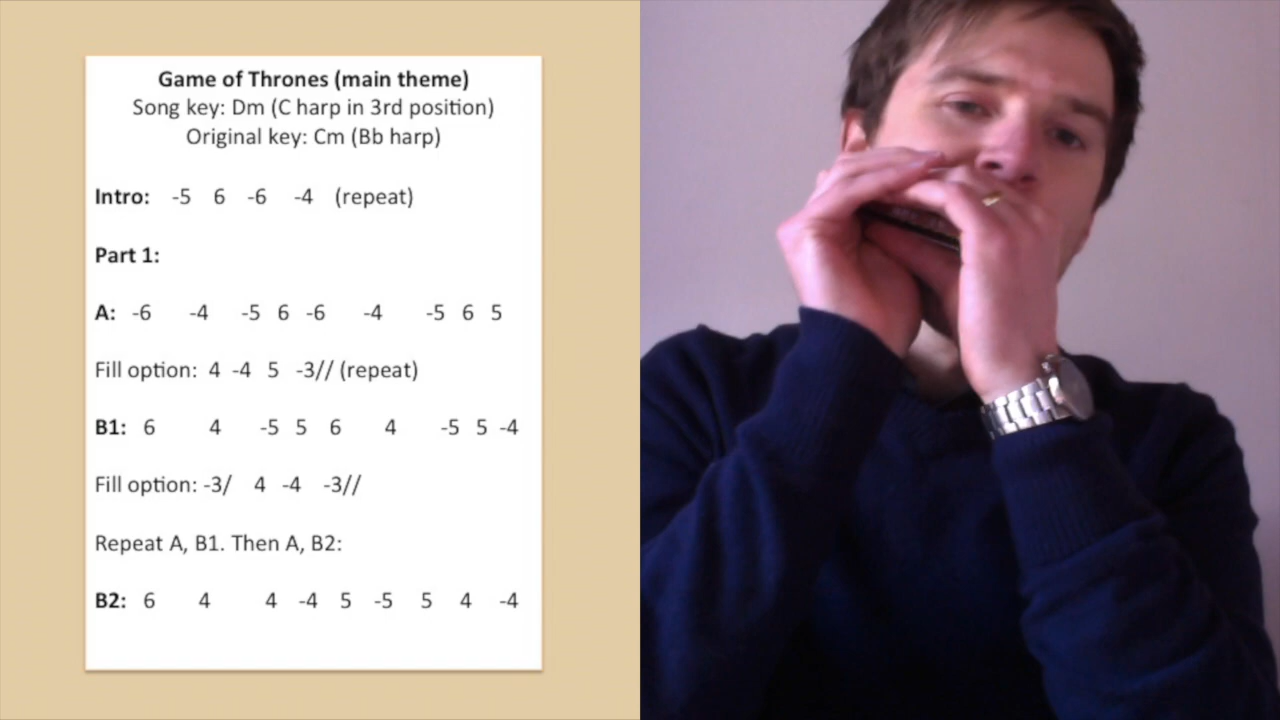 Game of Thrones (main theme)
Song key: Dm (C harp in 3rd position)
Original key: Cm (Bb harp)
Intro: -5 6 -6 -4 (repeat)
Part 1:
A: -6 -4 -5 6 -6 -4 -5 6 5
Fill option: 4 -4 5 -3// (repeat)
B1: 6 4 -5 5 6 4 -5 5 -4
Fill option: -3/ 4 -4 -3//
Repeat A, B1. Then A, B2:
B2: 6 4 4 -4 5 -5 5 4 -4